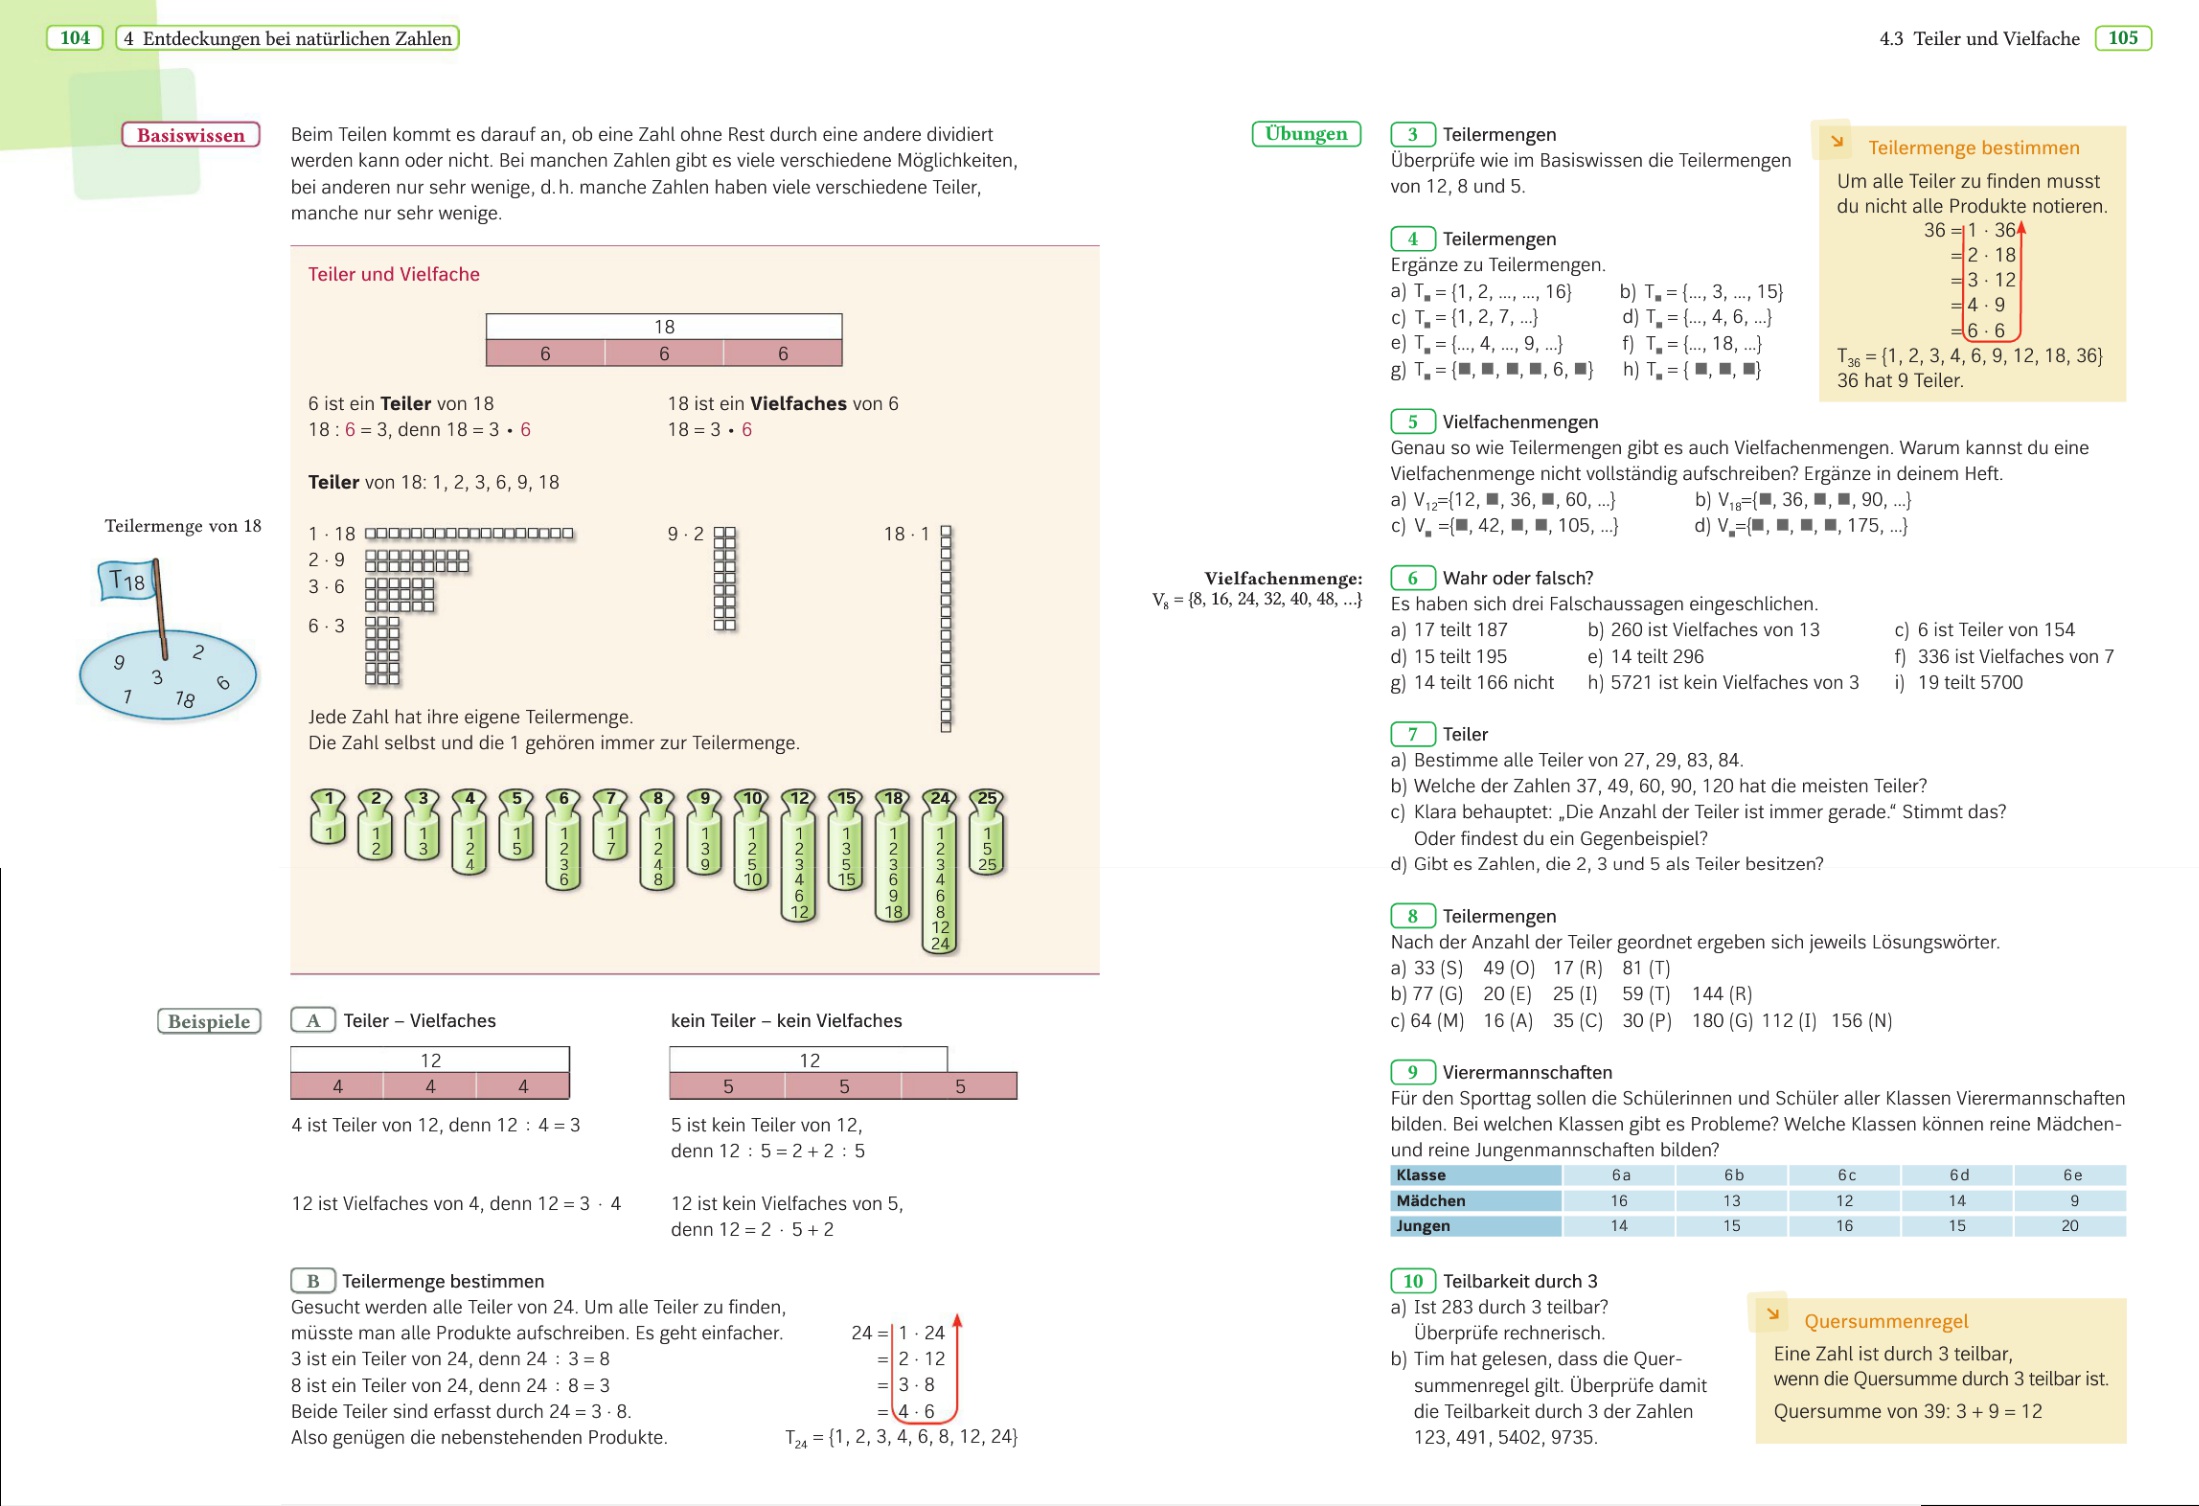 104 4 Entdeckungen bei natürlichen Zahlen
Basiswissen
Beim Teilen kommt es darauf an, ob eine Zahl ohne Rest durch eine andere dividiert
werden kann oder nicht. Bei manchen Zahlen gibt es viele verschiedene Möglichkeiten,
bei anderen nur sehr wenige, d. h. manche Zahlen haben viele verschiedene Teiler,
manche nur sehr wenige.
Teiler und Vielfache
18
6 6 6
6 ist ein Teiler von 18
18 : 6 = 3, denn 18 = 3 • 6
18 ist ein Vielfaches von 6
18 = 3 • 6
Teiler von 18: 1, 2, 3, 6, 9, 18
1 · 18
2 · 9
3 · 6
6 · 3
9 · 2
18 · 1
Teilermenge von 18
T18
9 2
3 6
1 18
Jede Zahl hat ihre eigene Teilermenge.
Die Zahl selbst und die 1 gehören immer zur Teilermenge.
1 2 3 4 5 6 7 8 9 10 12 15 18 24 25
1 1 1 1 1 1 1 1 1 1 1 1 1 1 1
2 3 2 5 2 7 2 3 2 2 3 2 2 5
4 3 4 9 5 3 5 3 3 25
6 8 10 4 15 6 4
6 9 6
12 18 8
12
24
Beispiele
A Teiler – Vielfaches
12
4 4 4
4 ist Teiler von 12, denn 12 : 4 = 3
12 ist Vielfaches von 4, denn 12 = 3 · 4
kein Teiler – kein Vielfaches
12
5 5 5
5 ist kein Teiler von 12,
denn 12 : 5 = 2 + 2 : 5
12 ist kein Vielfaches von 5,
denn 12 = 2 · 5 + 2
B Teilermenge bestimmen
Gesucht werden alle Teiler von 24. Um alle Teiler zu finden,
müsste man alle Produkte aufschreiben. Es geht einfacher.
3 ist ein Teiler von 24, denn 24 : 3 = 8
8 ist ein Teiler von 24, denn 24 : 8 = 3
Beide Teiler sind erfasst durch 24 = 3 · 8.
Also genügen die nebenstehenden Produkte.
24 = 1 · 24
= 2 · 12
= 3 · 8
= 4 · 6
T24 = {1, 2, 3, 4, 6, 8, 12, 24}
4.3 Teiler und Vielfache 105
Übungen
3 Teilermengen
Überprüfe wie im Basiswissen die Teilermengen
von 12, 8 und 5.
4 Teilermengen
Ergänze zu Teilermengen.
a) T■ = {1, 2, ..., ..., 16} b) T■ = {..., 3, ..., 15}
c) T■ = {1, 2, 7, ...} d) T■ = {..., 4, 6, ...}
e) T■ = {..., 4, ..., 9, ...} f) T■ = {..., 18, ...}
g) T■ = {■, ■, ■, ■, 6, ■} h) T■ = { ■, ■, ■}
Teilermenge bestimmen
Um alle Teiler zu finden musst
du nicht alle Produkte notieren.
36 = 1 · 36
= 2 · 18
= 3 · 12
= 4 · 9
= 6 · 6
T36 = {1, 2, 3, 4, 6, 9, 12, 18, 36}
36 hat 9 Teiler.
5 Vielfachenmengen
Genau so wie Teilermengen gibt es auch Vielfachenmengen. Warum kannst du eine
Vielfachenmenge nicht vollständig aufschreiben? Ergänze in deinem Heft.
a) V12={12, ■, 36, ■, 60, ...} b) V18={■, 36, ■, ■, 90, ...}
c) V■ ={■, 42, ■, ■, 105, ...} d) V■={■, ■, ■, ■, 175, ...}
Vielfachenmenge:
V8 = {8, 16, 24, 32, 40, 48, ...}
6 Wahr oder falsch?
Es haben sich drei Falschaussagen eingeschlichen.
a) 17 teilt 187 b) 260 ist Vielfaches von 13 c) 6 ist Teiler von 154
d) 15 teilt 195 e) 14 teilt 296 f) 336 ist Vielfaches von 7
g) 14 teilt 166 nicht h) 5721 ist kein Vielfaches von 3 i) 19 teilt 5700
7 Teiler
a) Bestimme alle Teiler von 27, 29, 83, 84.
b) Welche der Zahlen 37, 49, 60, 90, 120 hat die meisten Teiler?
c) Klara behauptet: „Die Anzahl der Teiler ist immer gerade.“ Stimmt das?
Oder findest du ein Gegenbeispiel?
d) Gibt es Zahlen, die 2, 3 und 5 als Teiler besitzen?
8 Teilermengen
Nach der Anzahl der Teiler geordnet ergeben sich jeweils Lösungswörter.
a) 33 (S) 49 (O) 17 (R) 81 (T)
b) 77 (G) 20 (E) 25 (I) 59 (T) 144 (R)
c) 64 (M) 16 (A) 35 (C) 30 (P) 180 (G) 112 (I) 156 (N)
9 Vierermannschaften
Für den Sporttag sollen die Schülerinnen und Schüler aller Klassen Vierermannschaften
bilden. Bei welchen Klassen gibt es Probleme? Welche Klassen können reine Mädchen-
und reine Jungenmannschaften bilden?
Klasse 6 a 6 b 6 c 6 d 6 e
Mädchen 16 13 12 14 9
Jungen 14 15 16 15 20
10 Teilbarkeit durch 3
a) Ist 283 durch 3 teilbar?
Überprüfe rechnerisch.
b) Tim hat gelesen, dass die Quer-
summenregel gilt. Überprüfe damit
die Teilbarkeit durch 3 der Zahlen
123, 491, 5402, 9735.
Quersummenregel
Eine Zahl ist durch 3 teilbar,
wenn die Quersumme durch 3 teilbar ist.
Quersumme von 39: 3 + 9 = 12